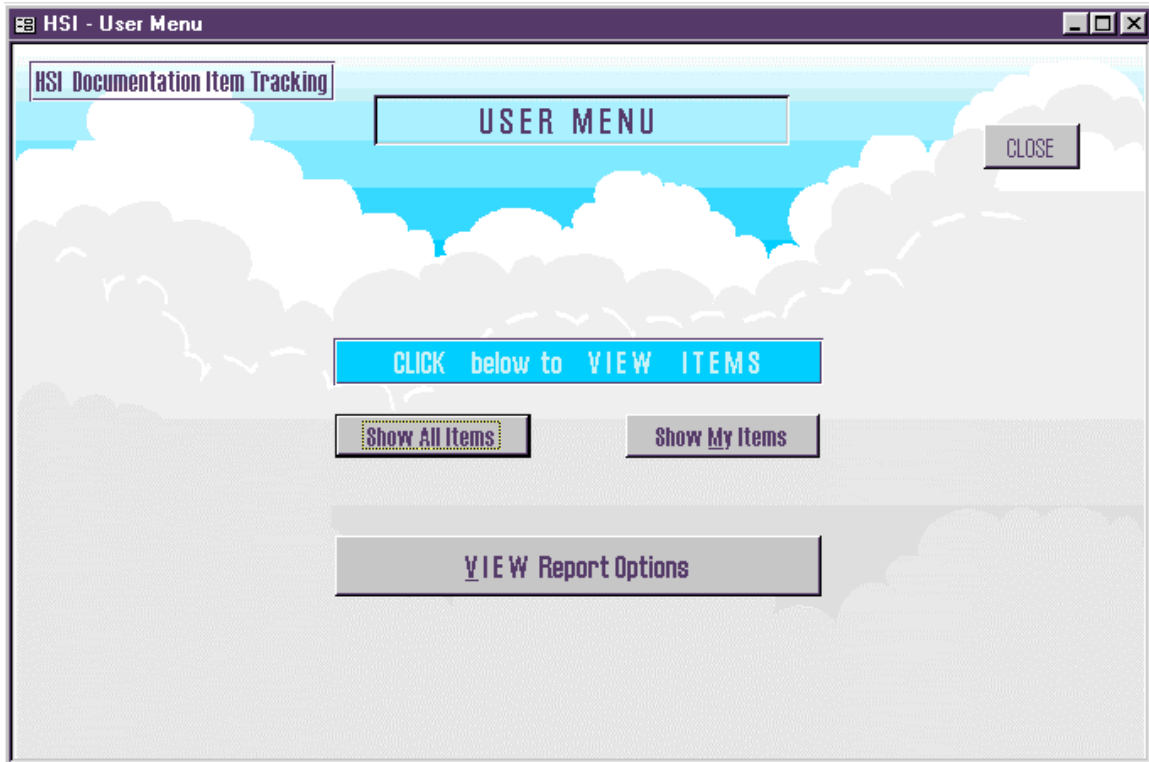 HSI - User Menu
HSI Documentation Item Tracking
USER MENU
CLOSE
CLICK below to VIEW ITEMS
Show All Items
Show My Items
VIEW Report Options